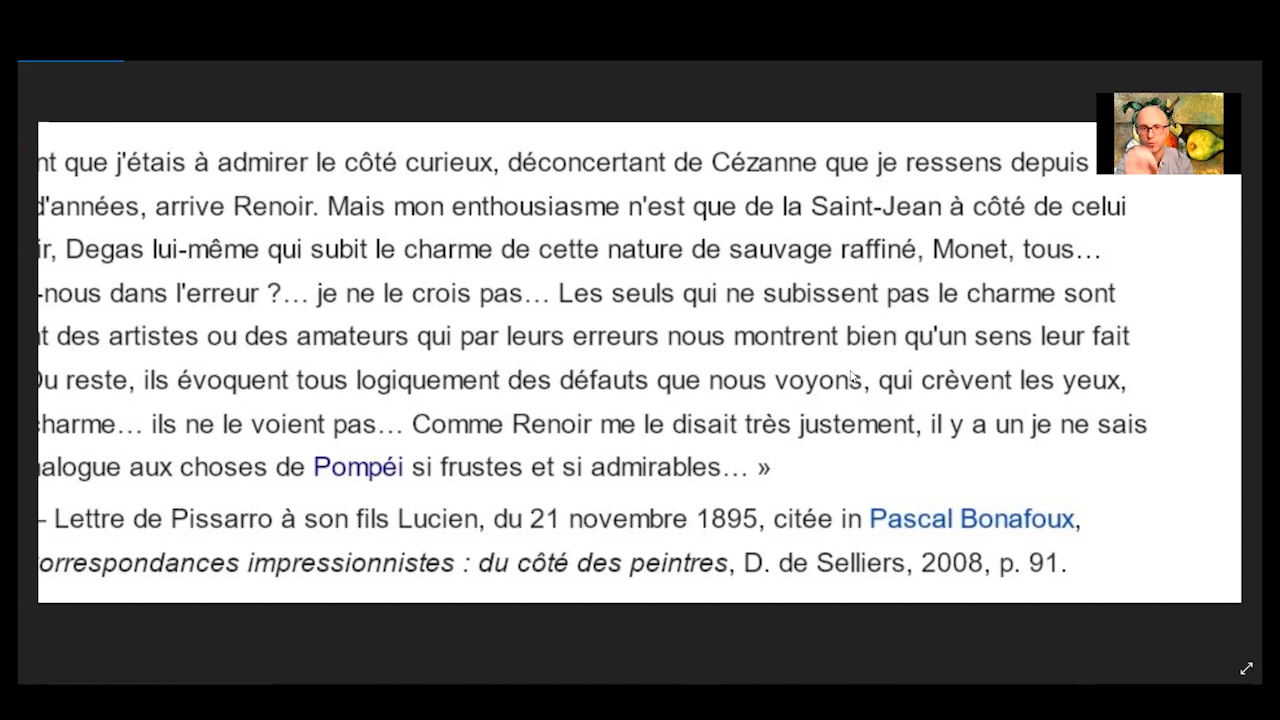 que j'étais à admirer le côté curieux, déconcertant de Cézanne que je ressens depuis
d'années, arrive Renoir. Mais mon enthousiasme n'est que de la Saint-Jean à côté de celui
ir, Degas lui-même qui subit le charme de cette nature de sauvage raffiné, Monet, tous…
-nous dans l'erreur ?… je ne le crois pas… Les seuls qui ne subissent pas le charme sont
des artistes ou des amateurs qui par leurs erreurs nous montrent bien qu'un sens leur fait
Du reste, ils évoquent tous logiquement des défauts que nous voyons, qui crèvent les yeux,
charme… ils ne le voient pas… Comme Renoir me le disait très justement, il y a un je ne sais
alogue aux choses de Pompéi si frustes et si admirables… »
– Lettre de Pissarro à son fils Lucien, du 21 novembre 1895, citée in Pascal Bonafoux,
orrespondances impressionnistes : du côté des peintres, D. de Selliers, 2008, p. 91.